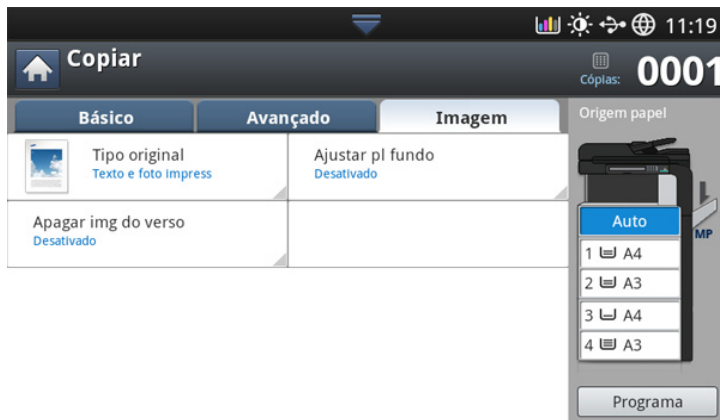 11:19
Copiar
Cópias: 0001
Básico
Avançado
Imagem
Origem papel
Tipo original
Texto e foto impress
Ajustar pl fundo
Desativado
Apagar img do verso
Desativado
Auto
MP
1 A4
2 A3
3 A4
4 A3
Programa